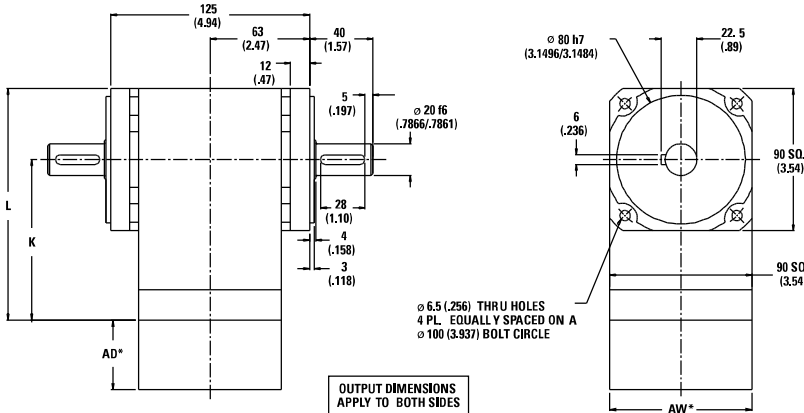 125
(4.94)
63
(2.47)
40
(1.57)
12
(.47)
5
(.197)
ø 20 f6
(.7866/.7861)
28
(1.10)
4
(.158)
3
(.118)
L
K
AD*
OUTPUT DIMENSIONS
APPLY TO BOTH SIDES
ø 80 h7
(3.1496/3.1484)
22. 5
(.89)
6
(.236)
90 SQ.
(3.54)
90 SQ
(3.54
ø 6.5 (.256) THRU HOLES
4 PL. EQUALLY SPACED ON A
ø 100 (3.937) BOLT CIRCLE
AW*